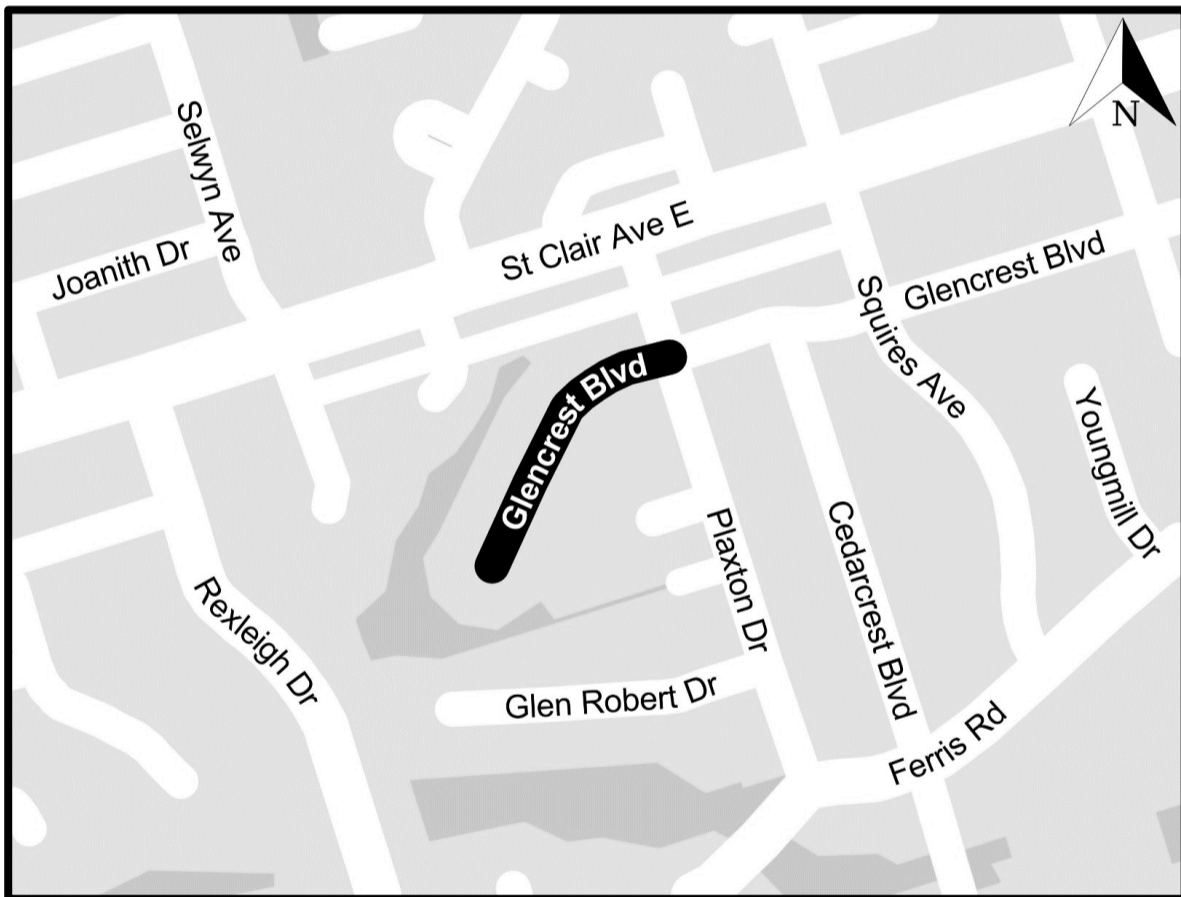 N
Selwyn Ave
Joanith Dr
St Clair Ave E
Glencrest Blvd
Squires Ave
Glencrest Blvd
Youngmill Dr
Plaxton Dr
Cedarcrest Blvd
Rexleigh Dr
Glen Robert Dr
Ferris Rd